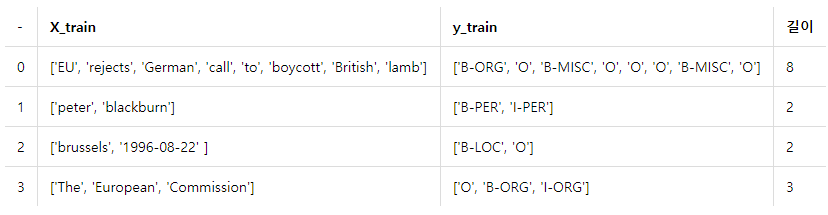 - X_train y_train 길이
0 ['EU', 'rejects', 'German', 'call', 'to', 'boycott', 'British', 'lamb'] ['B-ORG', 'O', 'B-MISC', 'O', 'O', 'O', 'B-MISC', 'O'] 8
1 ['peter', 'blackburn'] ['B-PER', 'I-PER'] 2
2 ['brussels', '1996-08-22' ] ['B-LOC', 'O'] 2
3 ['The', 'European', 'Commission'] ['O', 'B-ORG', 'I-ORG'] 3